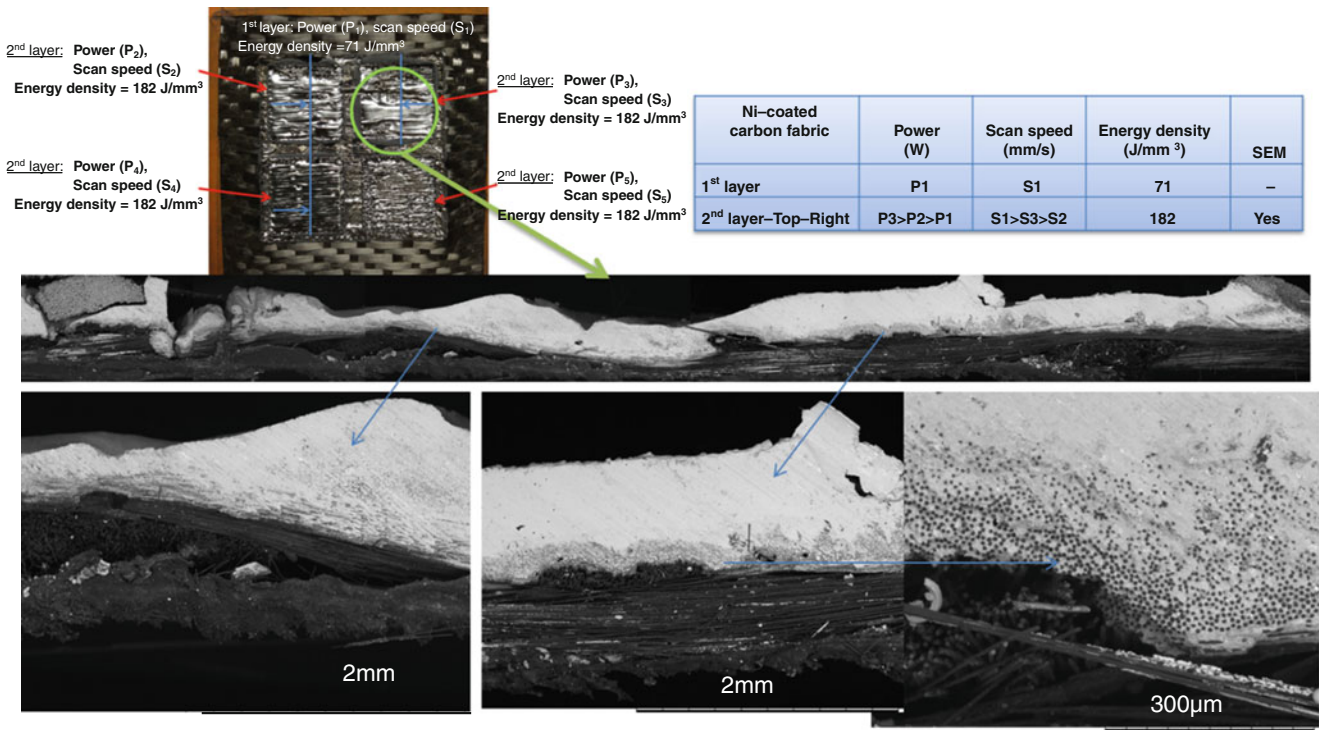 1st layer: Power (P1), scan speed (S1)
Energy density =71 J/mm3
2nd layer: Power (P2),
Scan speed (S2)
Energy density = 182 J/mm3
2nd layer: Power (P3),
Scan speed (S3)
Energy density = 182 J/mm3
2nd layer: Power (P4),
Scan speed (S4)
Energy density = 182 J/mm3
2nd layer: Power (P5),
Scan speed (S5)
Energy density = 182 J/mm3
Ni–coated carbon fabric Power (W) Scan speed (mm/s) Energy density (J/mm 3) SEM
1st layer P1 S1 71 –
2nd layer–Top–Right P3>P2>P1 S1>S3>S2 182 Yes
2mm
2mm
300µm